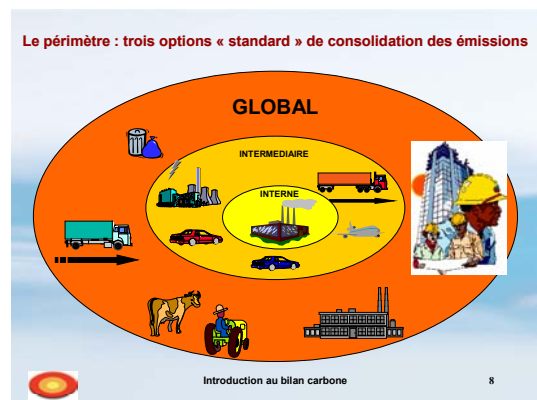 Le périmètre : trois options « standard » de consolidation des émissions
GLOBAL
INTERMEDIAIRE
INTERNE
Introduction au bilan carbone
8